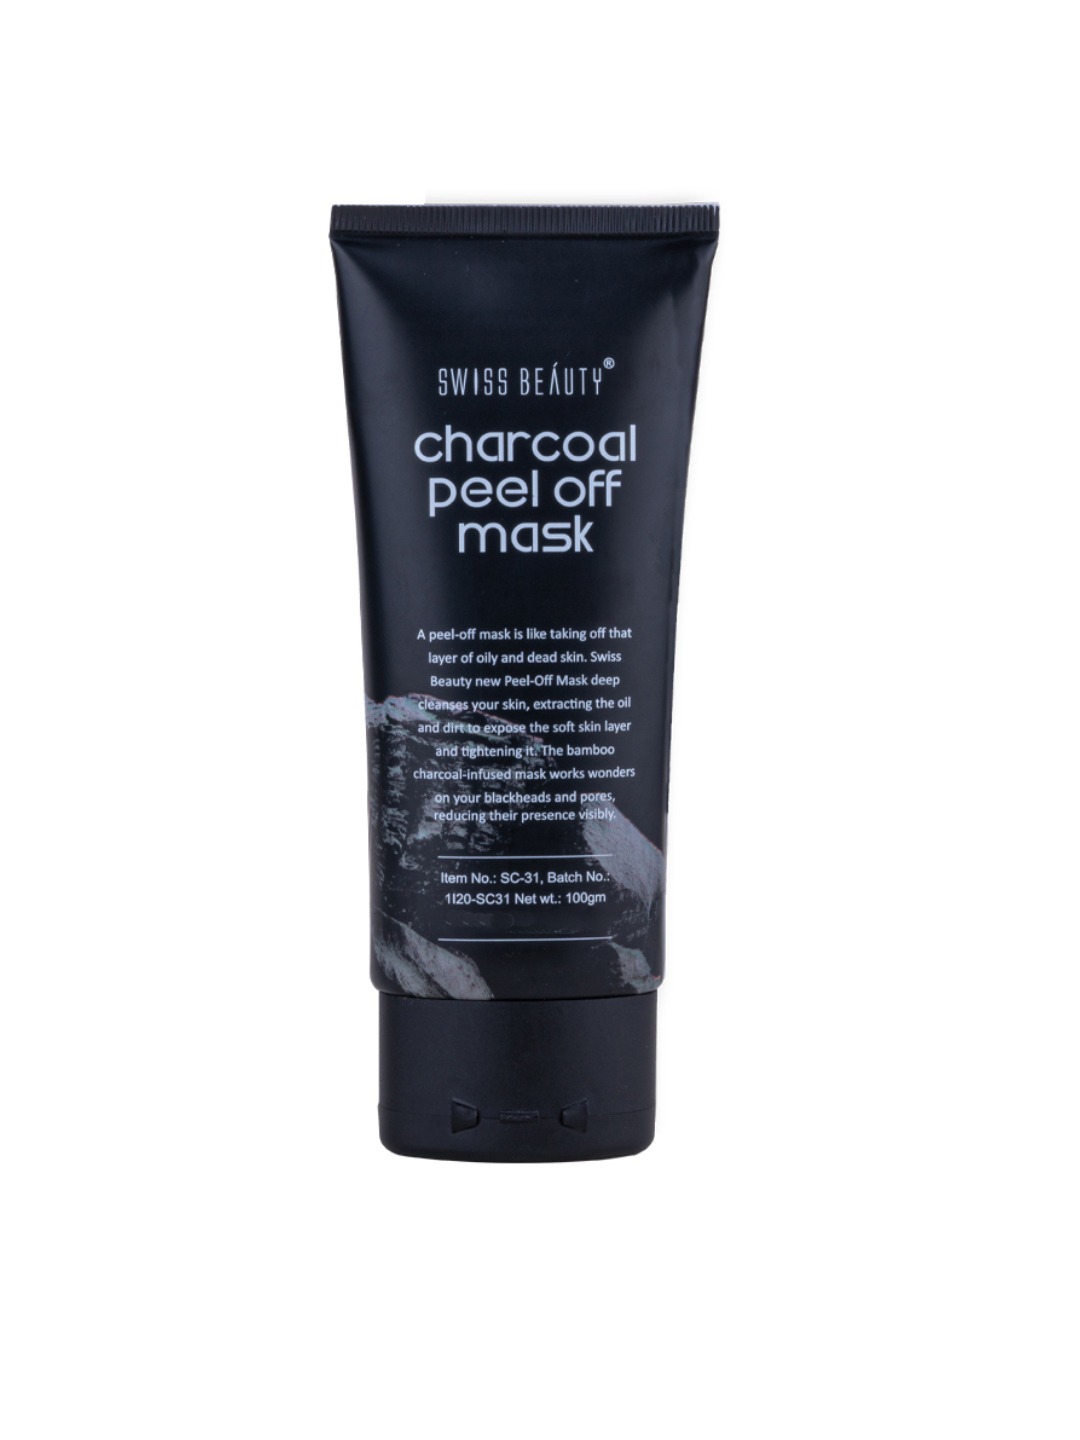 SWISS BEÁUTY®
charcoal
peel off
mask
A peel-off mask is like taking off that
layer of oily and dead skin. Swiss
Beauty new Peel-Off Mask deep
cleanses your skin, extracting the oil
and dirt to expose the soft skin layer
and tightening it. The bamboo
charcoal-infused mask works wonders
on your blackheads and pores,
reducing their presence visibly.
Item No.: SC-31, Batch No.:
1I20-SC31 Net wt.: 100gm